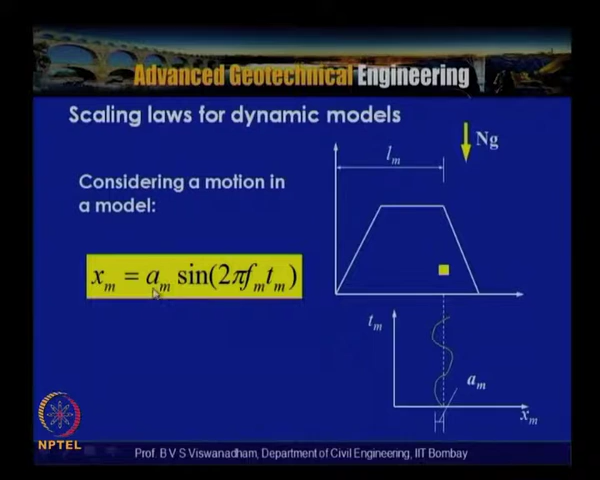 Advanced Geotechnical Engineering
Scaling laws for dynamic models
Ng
l_m
Considering a motion in
a model:
x_m = a_m sin(2πf_m t_m)
t_m
a_m
x_m
NPTEL
Prof. B V S Viswanadham, Department of Civil Engineering, IIT Bombay